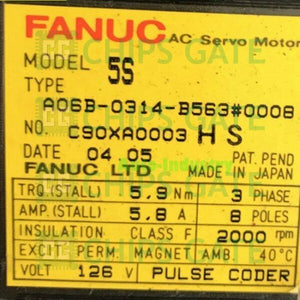 FANUC AC Servo Motor
MODEL 5S
TYPE
A06B-0314-B563#0008
NO. C90XA0003 H S
DATE 04.05 PAT. PEND
FANUC LTD MADE IN JAPAN
TRQ.(STALL) 5.9 Nm 3 PHASE
AMP.(STALL) 5.8 A 8 POLES
INSULATION CLASS F 2000 rpm
EXCIT. PERM. MAGNET AMB. 40°C
VOLT 126 V PULSE CODER
CHIPS GATE